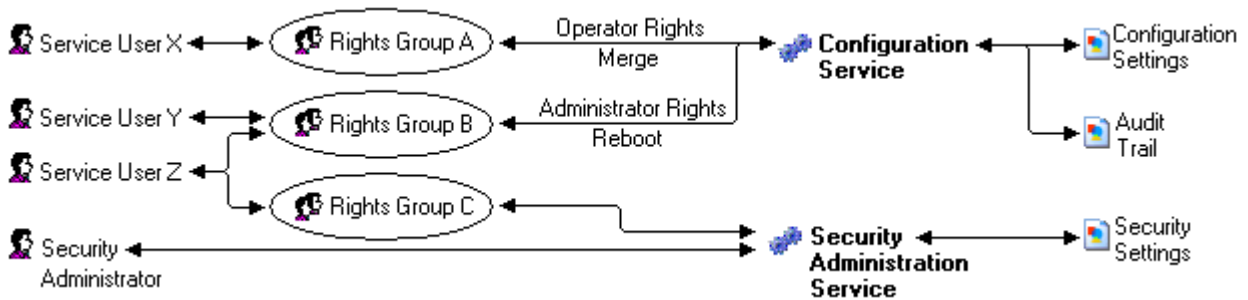 Service User X
Rights Group A
Operator Rights
Merge
Configuration
Service
Configuration
Settings
Service User Y
Rights Group B
Administrator Rights
Reboot
Audit
Trail
Service User Z
Rights Group C
Security
Administrator
Security
Administration
Service
Security
Settings